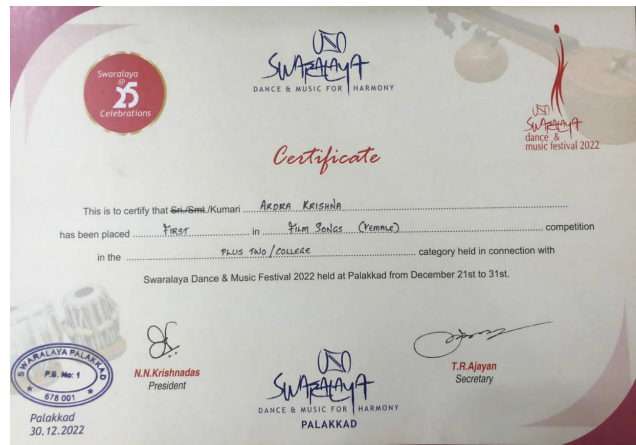 Swaralaya
@
25
Celebrations
SWARALAYA
DANCE & MUSIC FOR HARMONY
SWARALAYA
dance &
music festival 2022
Certificate
This is to certify that Sri./Smt./Kumari ARDRA KRISHNA
has been placed FIRST in FILM SONGS (FEMALE) competition
in the PLUS TWO/COLLEGE category held in connection with
Swaralaya Dance & Music Festival 2022 held at Palakkad from December 21st to 31st.
SWARALAYA PALAKKAD
P.B. No: 1
678 001
Palakkad
30.12.2022
N.N.Krishnadas
President
SWARALAYA
DANCE & MUSIC FOR HARMONY
PALAKKAD
T.R.Ajayan
Secretary